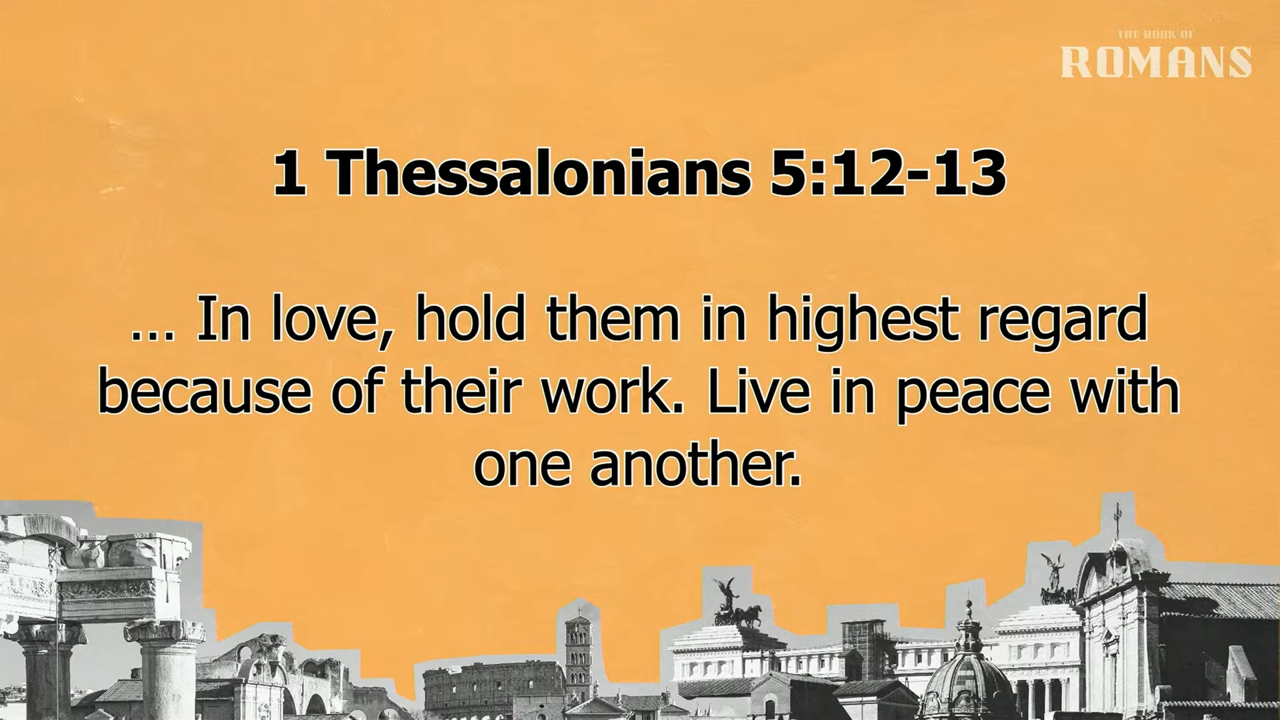 THE BOOK OF
ROMANS
1 Thessalonians 5:12-13
... In love, hold them in highest regard
because of their work. Live in peace with
one another.